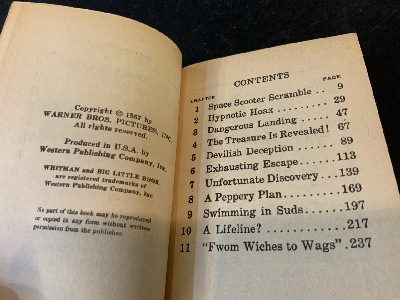 Copyright © 1967 by
WARNER BROS. PICTURES, INC.
All rights reserved.
Produced in U.S.A. by
Western Publishing Company, Inc.
WHITMAN and BIG LITTLE BOOK
are registered trademarks of
Western Publishing Company, Inc.
No part of this book may be reproduced
or copied in any form without written
permission from the publisher.
CONTENTS
CHAPTER PAGE
1 Space Scooter Scramble .. 9
2 Hypnotic Hoax ......... 29
3 Dangerous Landing ..... 47
4 The Treasure Is Revealed! 67
5 Devilish Deception ...... 89
6 Exhausting Escape ...... 113
7 Unfortunate Discovery .. 139
8 A Peppery Plan ......... 169
9 Swimming in Suds ...... 197
10 A Lifeline? ............ 217
11 "Fwom Wiches to Wags" . 237